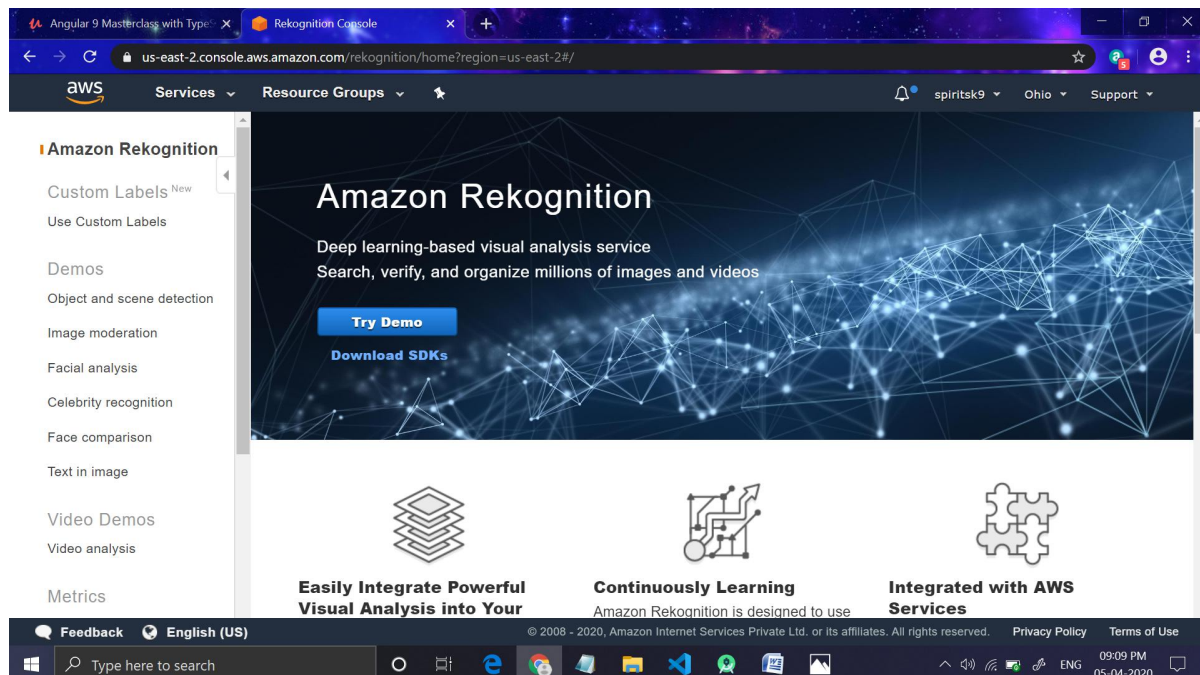 Angular 9 Masterclass with Type
Rekognition Console
us-east-2.console.aws.amazon.com/rekognition/home?region=us-east-2#/
aws
Services
Resource Groups
spiritsk9
Ohio
Support
Amazon Rekognition
Custom Labels New
Use Custom Labels
Demos
Object and scene detection
Image moderation
Facial analysis
Celebrity recognition
Face comparison
Text in image
Video Demos
Video analysis
Metrics
Amazon Rekognition
Deep learning-based visual analysis service
Search, verify, and organize millions of images and videos
Try Demo
Download SDKs
Easily Integrate Powerful
Visual Analysis into Your
Continuously Learning
Amazon Rekognition is designed to use
Integrated with AWS
Services
Feedback
English (US)
© 2008 - 2020, Amazon Internet Services Private Ltd. or its affiliates. All rights reserved.
Privacy Policy
Terms of Use
Type here to search
ENG
09:09 PM
05-04-2020